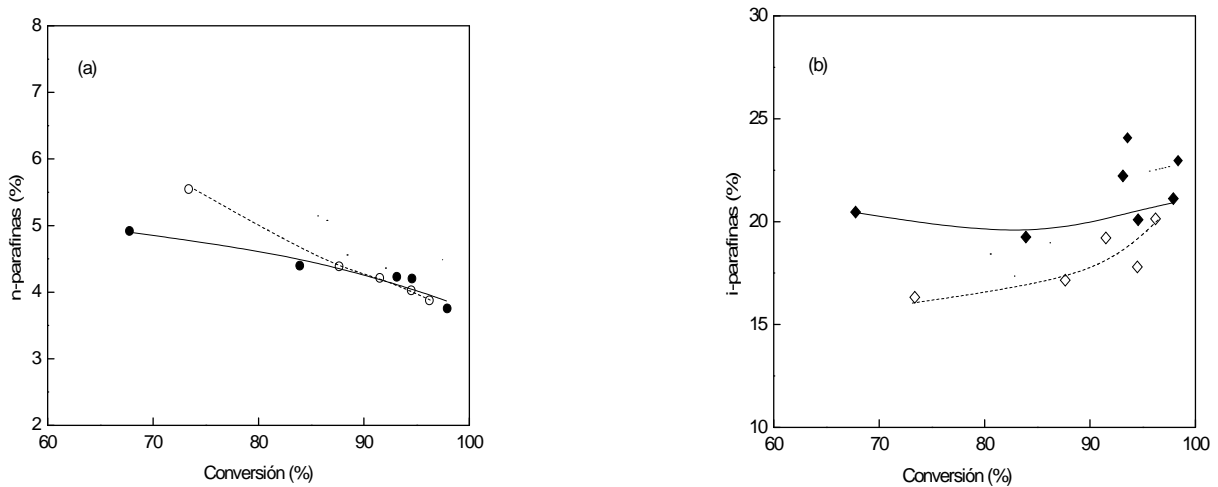 8
7
6
5
4
3
2
(a)
n-parafinas (%)
60 70 80 90 100
Conversión (%)
30
25
20
15
10
(b)
i-parafinas (%)
60 70 80 90 100
Conversión (%)